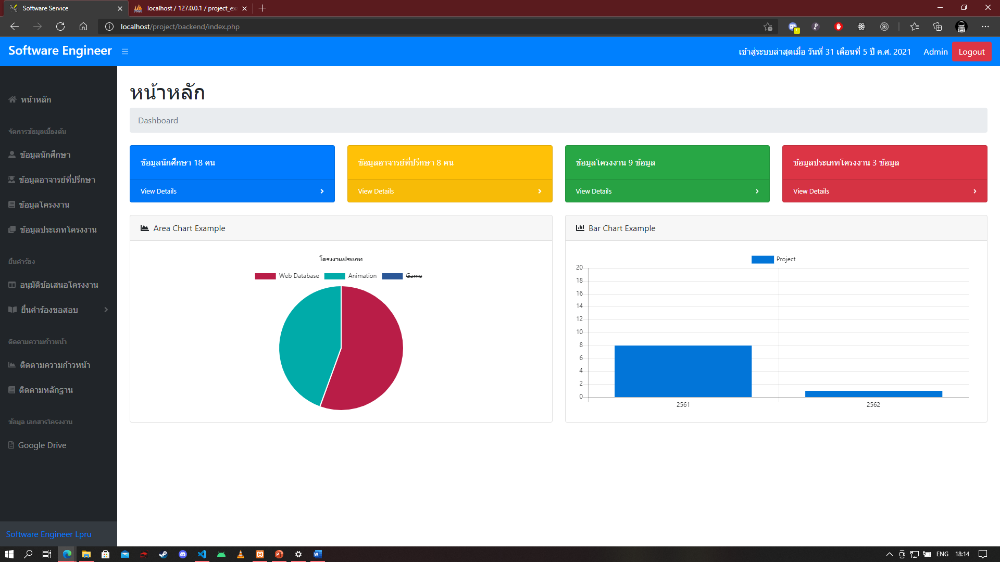 Software Service
localhost / 127.0.0.1 / project_ex
localhost/project/backend/index.php
Software Engineer
เข้าสู่ระบบล่าสุดเมื่อ วันที่ 31 เดือนที่ 5 ปี ค.ศ. 2021
Admin
Logout
หน้าหลัก
จัดการข้อมูลเบื้องต้น
ข้อมูลนักศึกษา
ข้อมูลอาจารย์ที่ปรึกษา
ข้อมูลโครงงาน
ข้อมูลประเภทโครงงาน
ยื่นคำร้อง
อนุมัติข้อเสนอโครงงาน
ยื่นคำร้องขอสอบ
ติดตามความก้าวหน้า
ติดตามความก้าวหน้า
ติดตามหลักฐาน
ข้อมูล เอกสารโครงงาน
Google Drive
Software Engineer Lpru
หน้าหลัก
Dashboard
ข้อมูลนักศึกษา 18 คน
View Details
ข้อมูลอาจารย์ที่ปรึกษา 8 คน
View Details
ข้อมูลโครงงาน 9 ข้อมูล
View Details
ข้อมูลประเภทโครงงาน 3 ข้อมูล
View Details
Area Chart Example
โครงงานประเภท
Web Database
Animation
Game
Bar Chart Example
Project
20
18
16
14
12
10
8
6
4
2
0
2561
2562
ENG
18:14